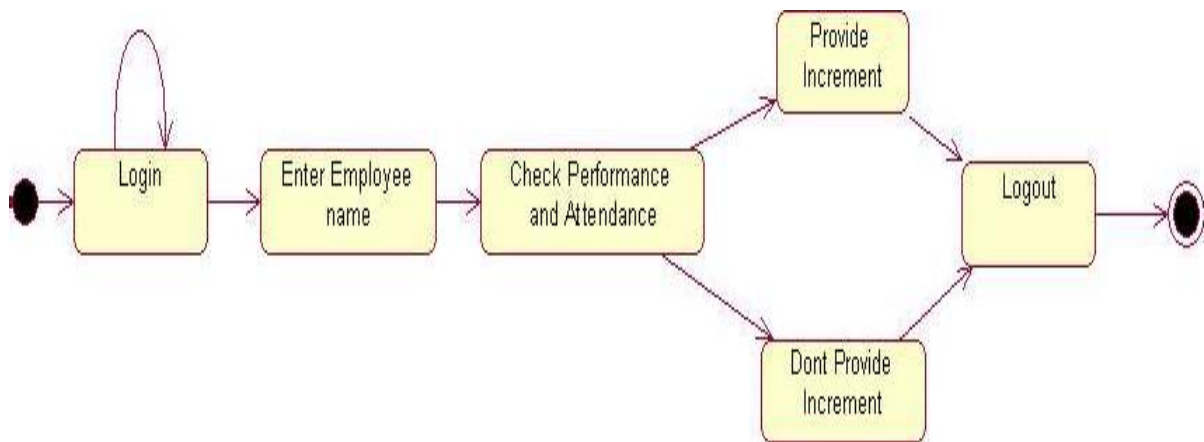 Login
Enter Employee
name
Check Performance
and Attendance
Provide
Increment
Dont Provide
Increment
Logout